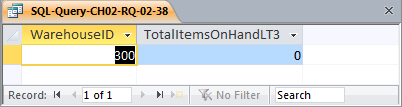 SQL-Query-CH02-RQ-02-38
WarehouseID TotalItemsOnHandLT3
300 0
Record: 1 of 1 No Filter Search